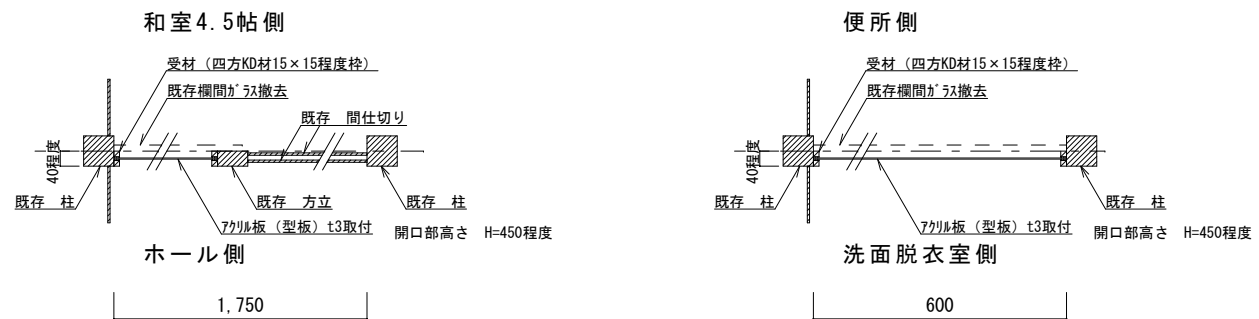 和室4.5帖側
受材（四方KD材15×15程度枠）
既存欄間ｶﾞﾗｽ撤去
既存　間仕切り
40程度
既存　柱
既存　方立
既存　柱
ｱｸﾘﾙ板（型板）t3取付
開口部高さ　H=450程度
ホール側
1,750
便所側
受材（四方KD材15×15程度枠）
既存欄間ｶﾞﾗｽ撤去
40程度
既存　柱
既存　柱
ｱｸﾘﾙ板（型板）t3取付
開口部高さ　H=450程度
洗面脱衣室側
600